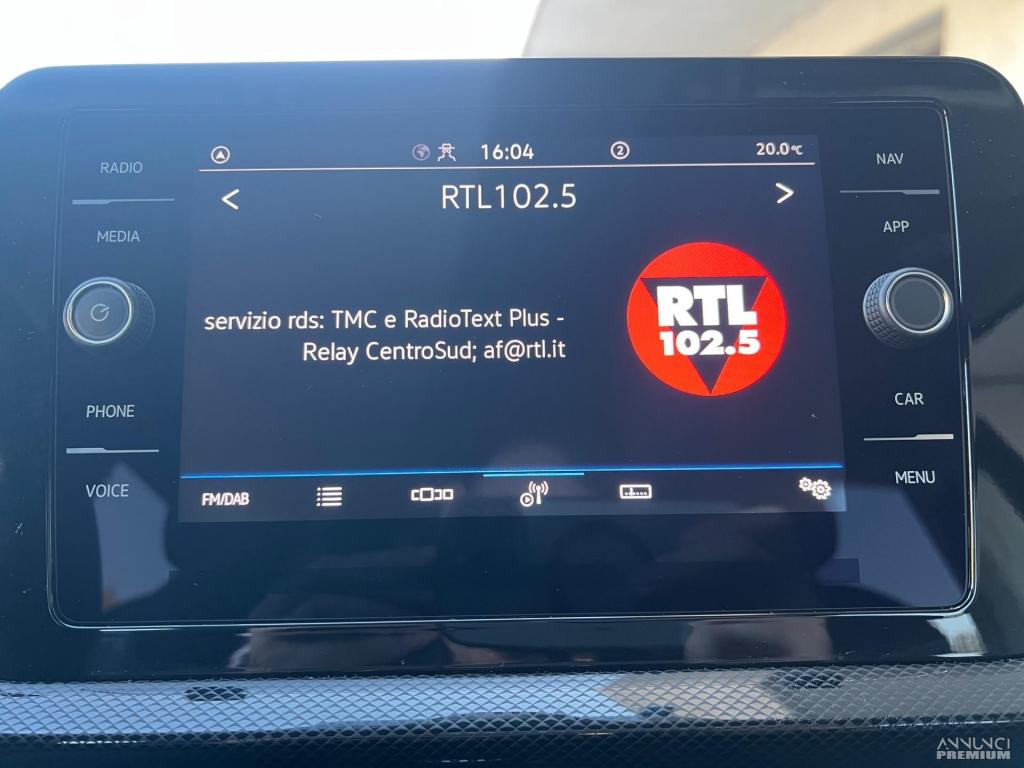 RADIO
MEDIA
PHONE
VOICE
16:04
2
20.0°C
< RTL102.5 >
servizio rds: TMC e RadioText Plus -
Relay CentroSud; af@rtl.it
RTL
102.5
FM/DAB
NAV
APP
CAR
MENU
ANNUNCI
PREMIUM